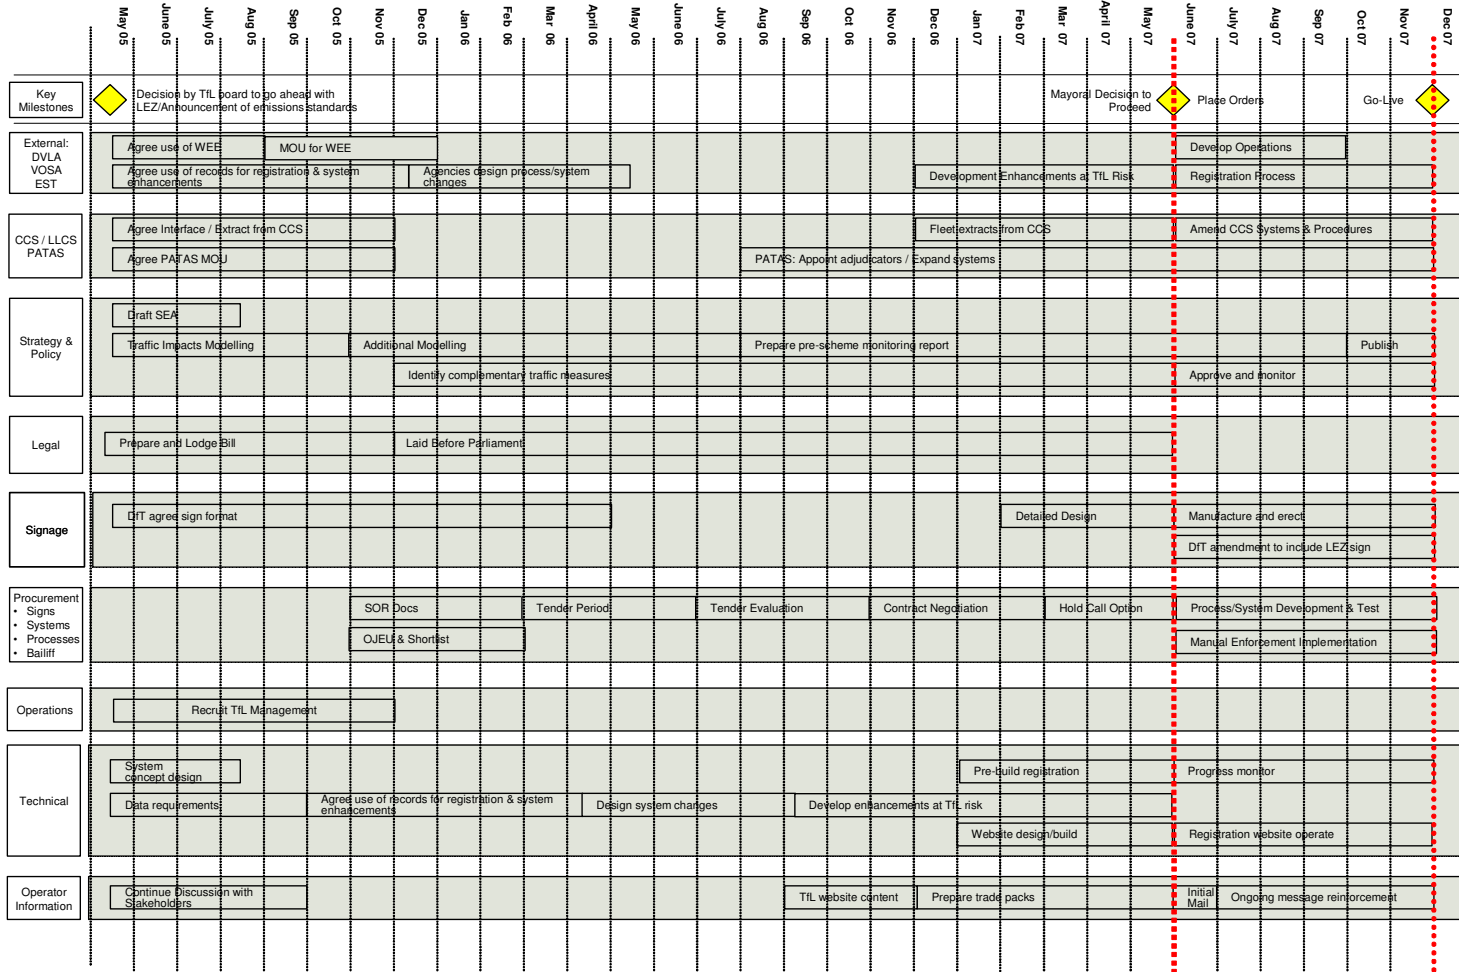 May 05
June 05
July 05
Aug 05
Sep 05
Oct 05
Nov 05
Dec 05
Jan 06
Feb 06
Mar 06
April 06
May 06
June 06
July 06
Aug 06
Sep 06
Oct 06
Nov 06
Dec 06
Jan 07
Feb 07
Mar 07
April 07
May 07
June 07
July 07
Aug 07
Sep 07
Oct 07
Nov 07
Dec 07
Key
Milestones
Decision by TfL board to go ahead with
LEZ/Announcement of emissions standards
Mayoral Decision to
Proceed
Place Orders
Go-Live
External:
DVLA
VOSA
EST
Agree use of WEE
MOU for WEE
Develop Operations
Agree use of records for registration & system
enhancements
Agencies design process/system
changes
Development Enhancements at TfL Risk
Registration Process
CCS / LLCS
PATAS
Agree Interface / Extract from CCS
Fleet extracts from CCS
Amend CCS Systems & Procedures
Agree PATAS MOU
PATAS: Appoint adjudicators / Expand systems
Strategy &
Policy
Draft SEA
Traffic Impacts Modelling
Additional Modelling
Prepare pre-scheme monitoring report
Publish
Identify complementary traffic measures
Approve and monitor
Legal
Prepare and Lodge Bill
Laid Before Parliament
Signage
DfT agree sign format
Detailed Design
Manufacture and erect
DfT amendment to include LEZ sign
Procurement
• Signs
• Systems
• Processes
• Bailiff
SOR Docs
Tender Period
Tender Evaluation
Contract Negotiation
Hold Call Option
Process/System Development & Test
OJEU & Shortlist
Manual Enforcement Implementation
Operations
Recruit TfL Management
Technical
System
concept design
Pre-build registration
Progress monitor
Data requirements
Agree use of records for registration & system
enhancements
Design system changes
Develop enhancements at TfL risk
Website design/build
Registration website operate
Operator
Information
Continue Discussion with
Stakeholders
TfL website content
Prepare trade packs
Initial
Mail
Ongoing message reinforcement